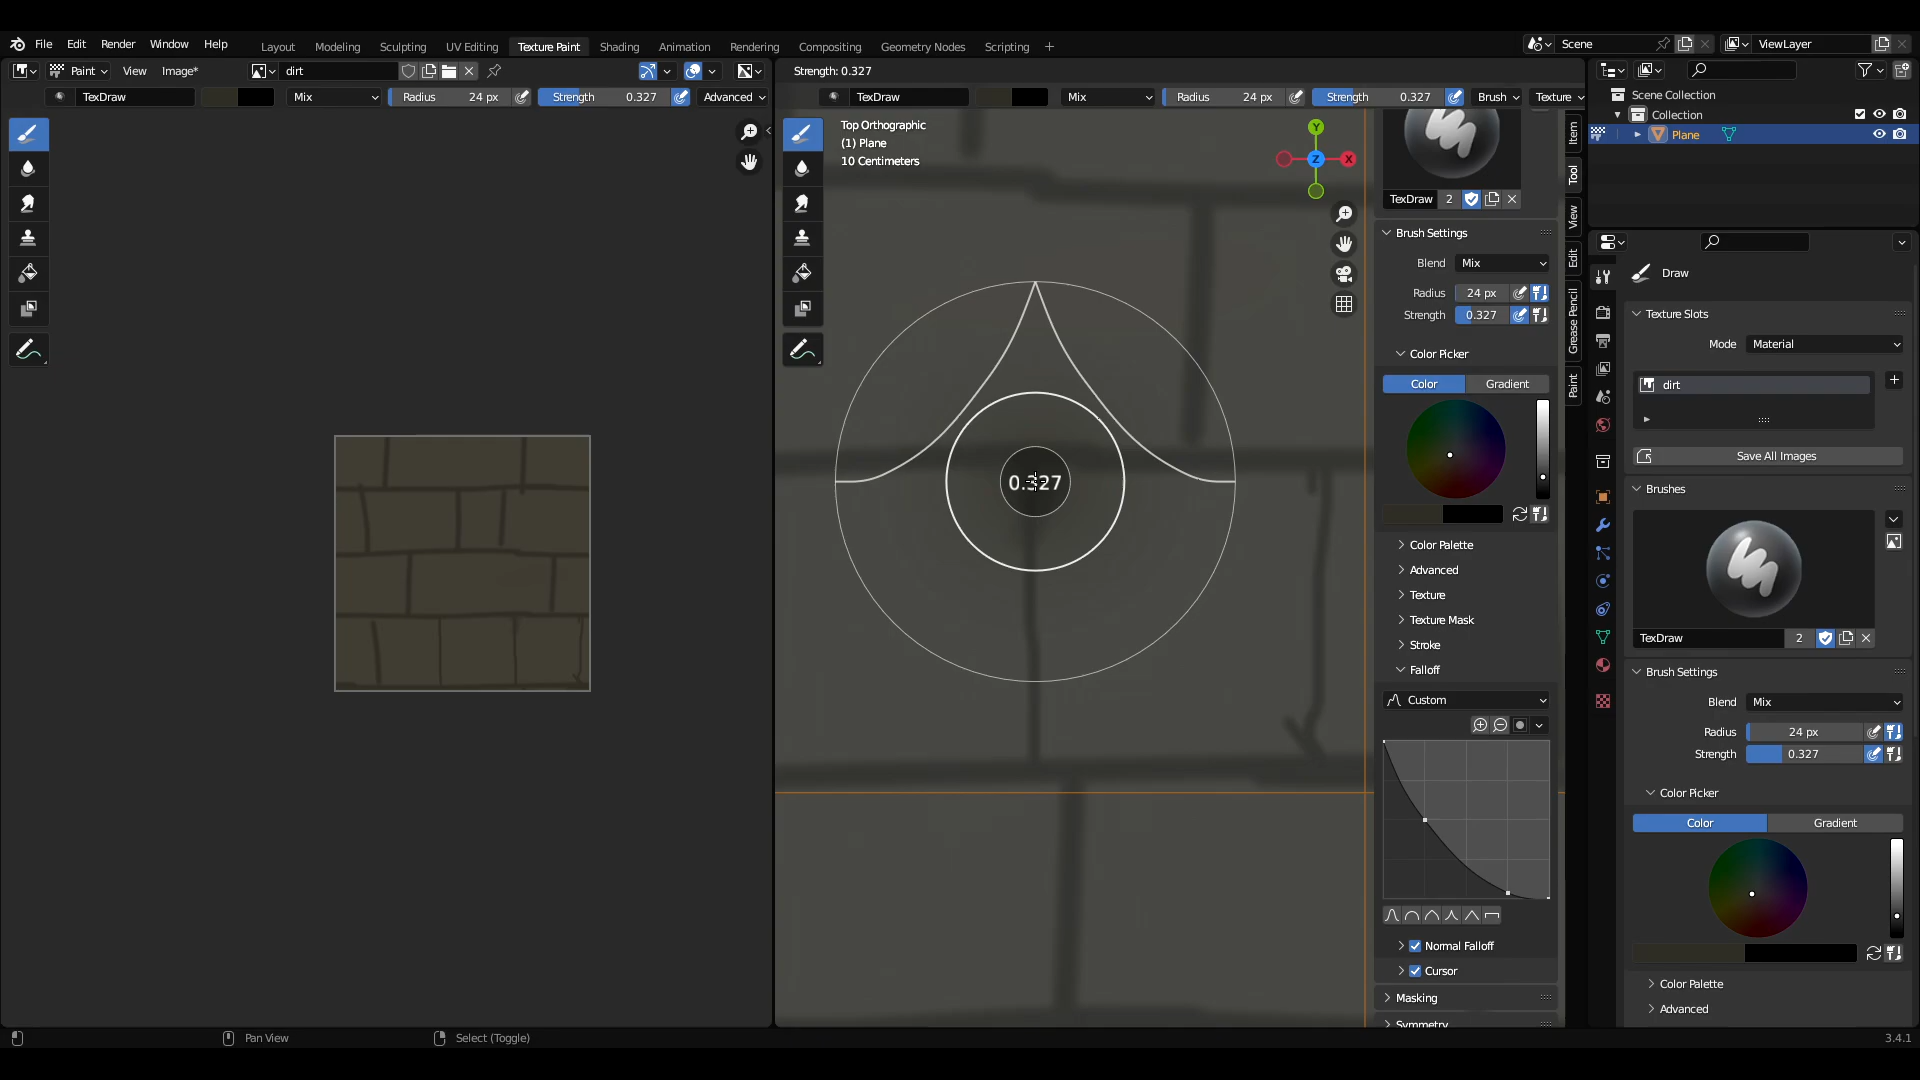 File Edit Render Window Help
Layout Modeling Sculpting UV Editing Texture Paint Shading Animation Rendering Compositing Geometry Nodes Scripting +
Scene
ViewLayer
Paint View Image* dirt
Strength: 0.327
TexDraw Mix Radius 24 px Strength 0.327 Advanced
TexDraw Mix Radius 24 px Strength 0.327 Brush Texture
Top Orthographic
(1) Plane
10 Centimeters
Y
Z X
0.327
TexDraw 2
Brush Settings
Blend Mix
Radius 24 px
Strength 0.327
Color Picker
Color Gradient
Color Palette
Advanced
Texture
Texture Mask
Stroke
Falloff
Custom
Normal Falloff
Cursor
Masking
Symmetry
Item
Tool
View
Edit
Grease Pencil
Paint
Scene Collection
Collection
Plane
Draw
Texture Slots
Mode Material
dirt
Save All Images
Brushes
TexDraw 2
Brush Settings
Blend Mix
Radius 24 px
Strength 0.327
Color Picker
Color Gradient
Color Palette
Advanced
Pan View
Select (Toggle)
3.4.1